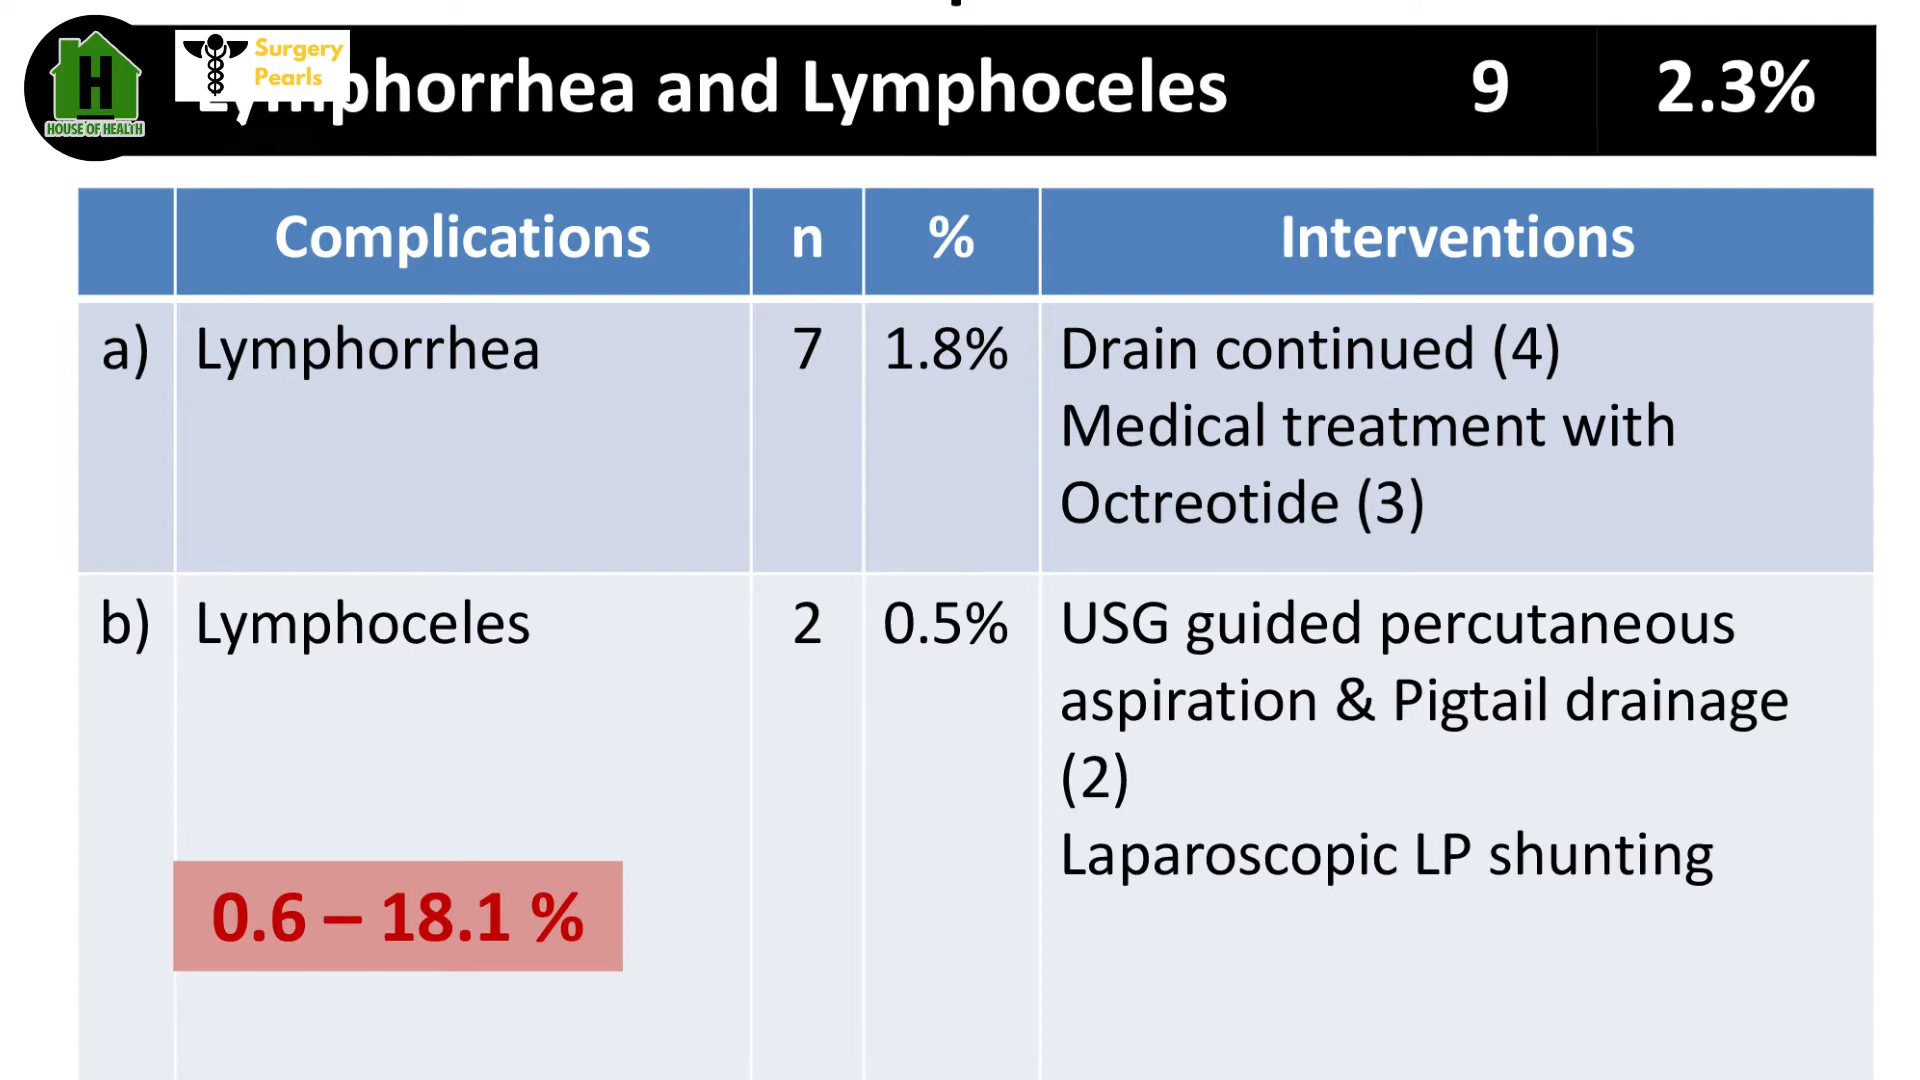 H
HOUSE OF HEALTH
Surgery
Pearls
Lymphorrhea and Lymphoceles 9 2.3%
Complications n % Interventions
a) Lymphorrhea 7 1.8% Drain continued (4)
Medical treatment with
Octreotide (3)
b) Lymphoceles 2 0.5% USG guided percutaneous
aspiration & Pigtail drainage
(2)
Laparoscopic LP shunting
0.6 – 18.1 %